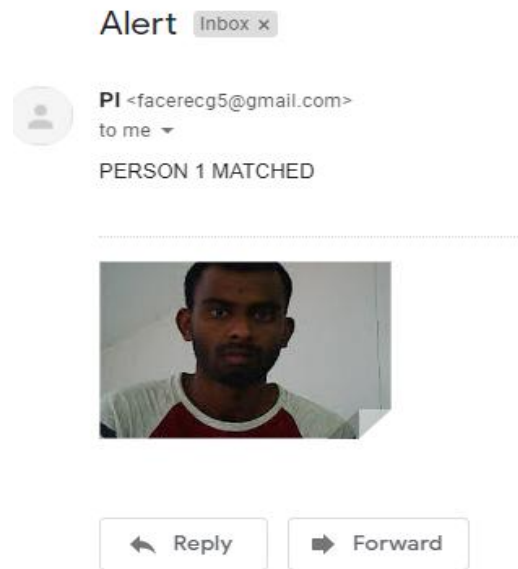 Alert Inbox ×
PI <facerecg5@gmail.com>
to me
PERSON 1 MATCHED
Reply Forward